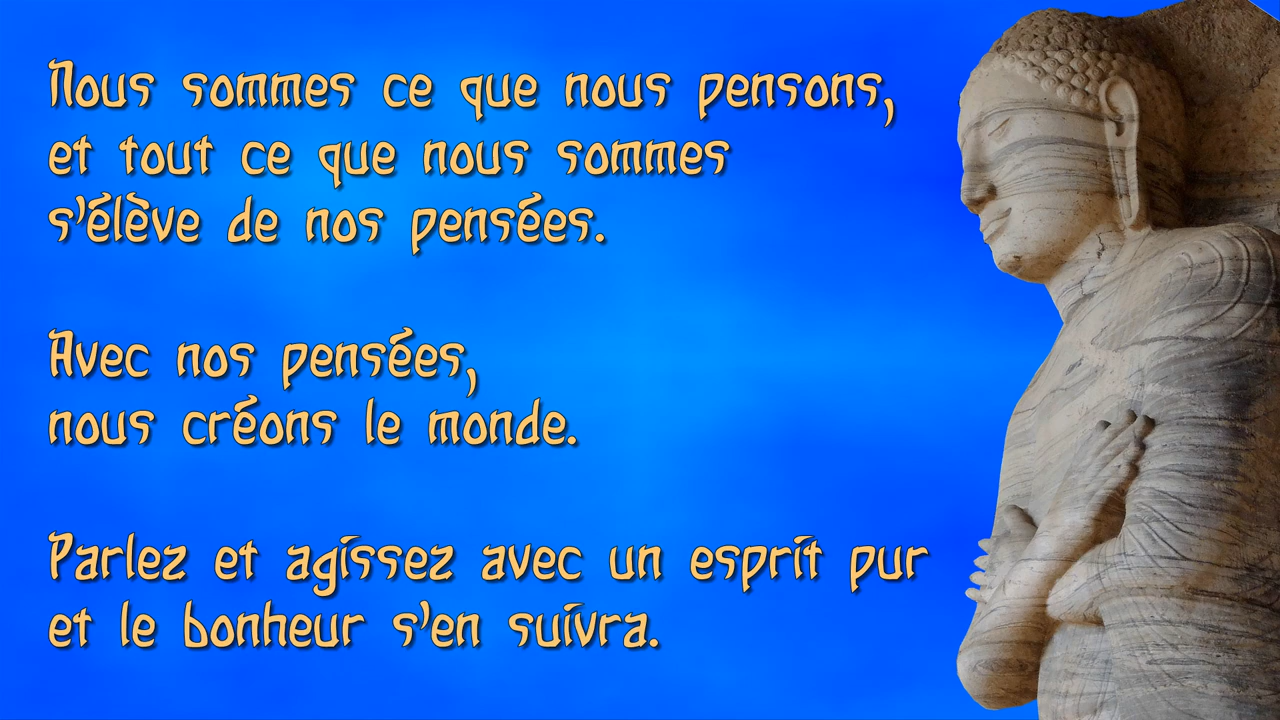 Nous sommes ce que nous pensons,
et tout ce que nous sommes
s'élève de nos pensées.
Avec nos pensées,
nous créons le monde.
Parlez et agissez avec un esprit pur
et le bonheur s'en suivra.